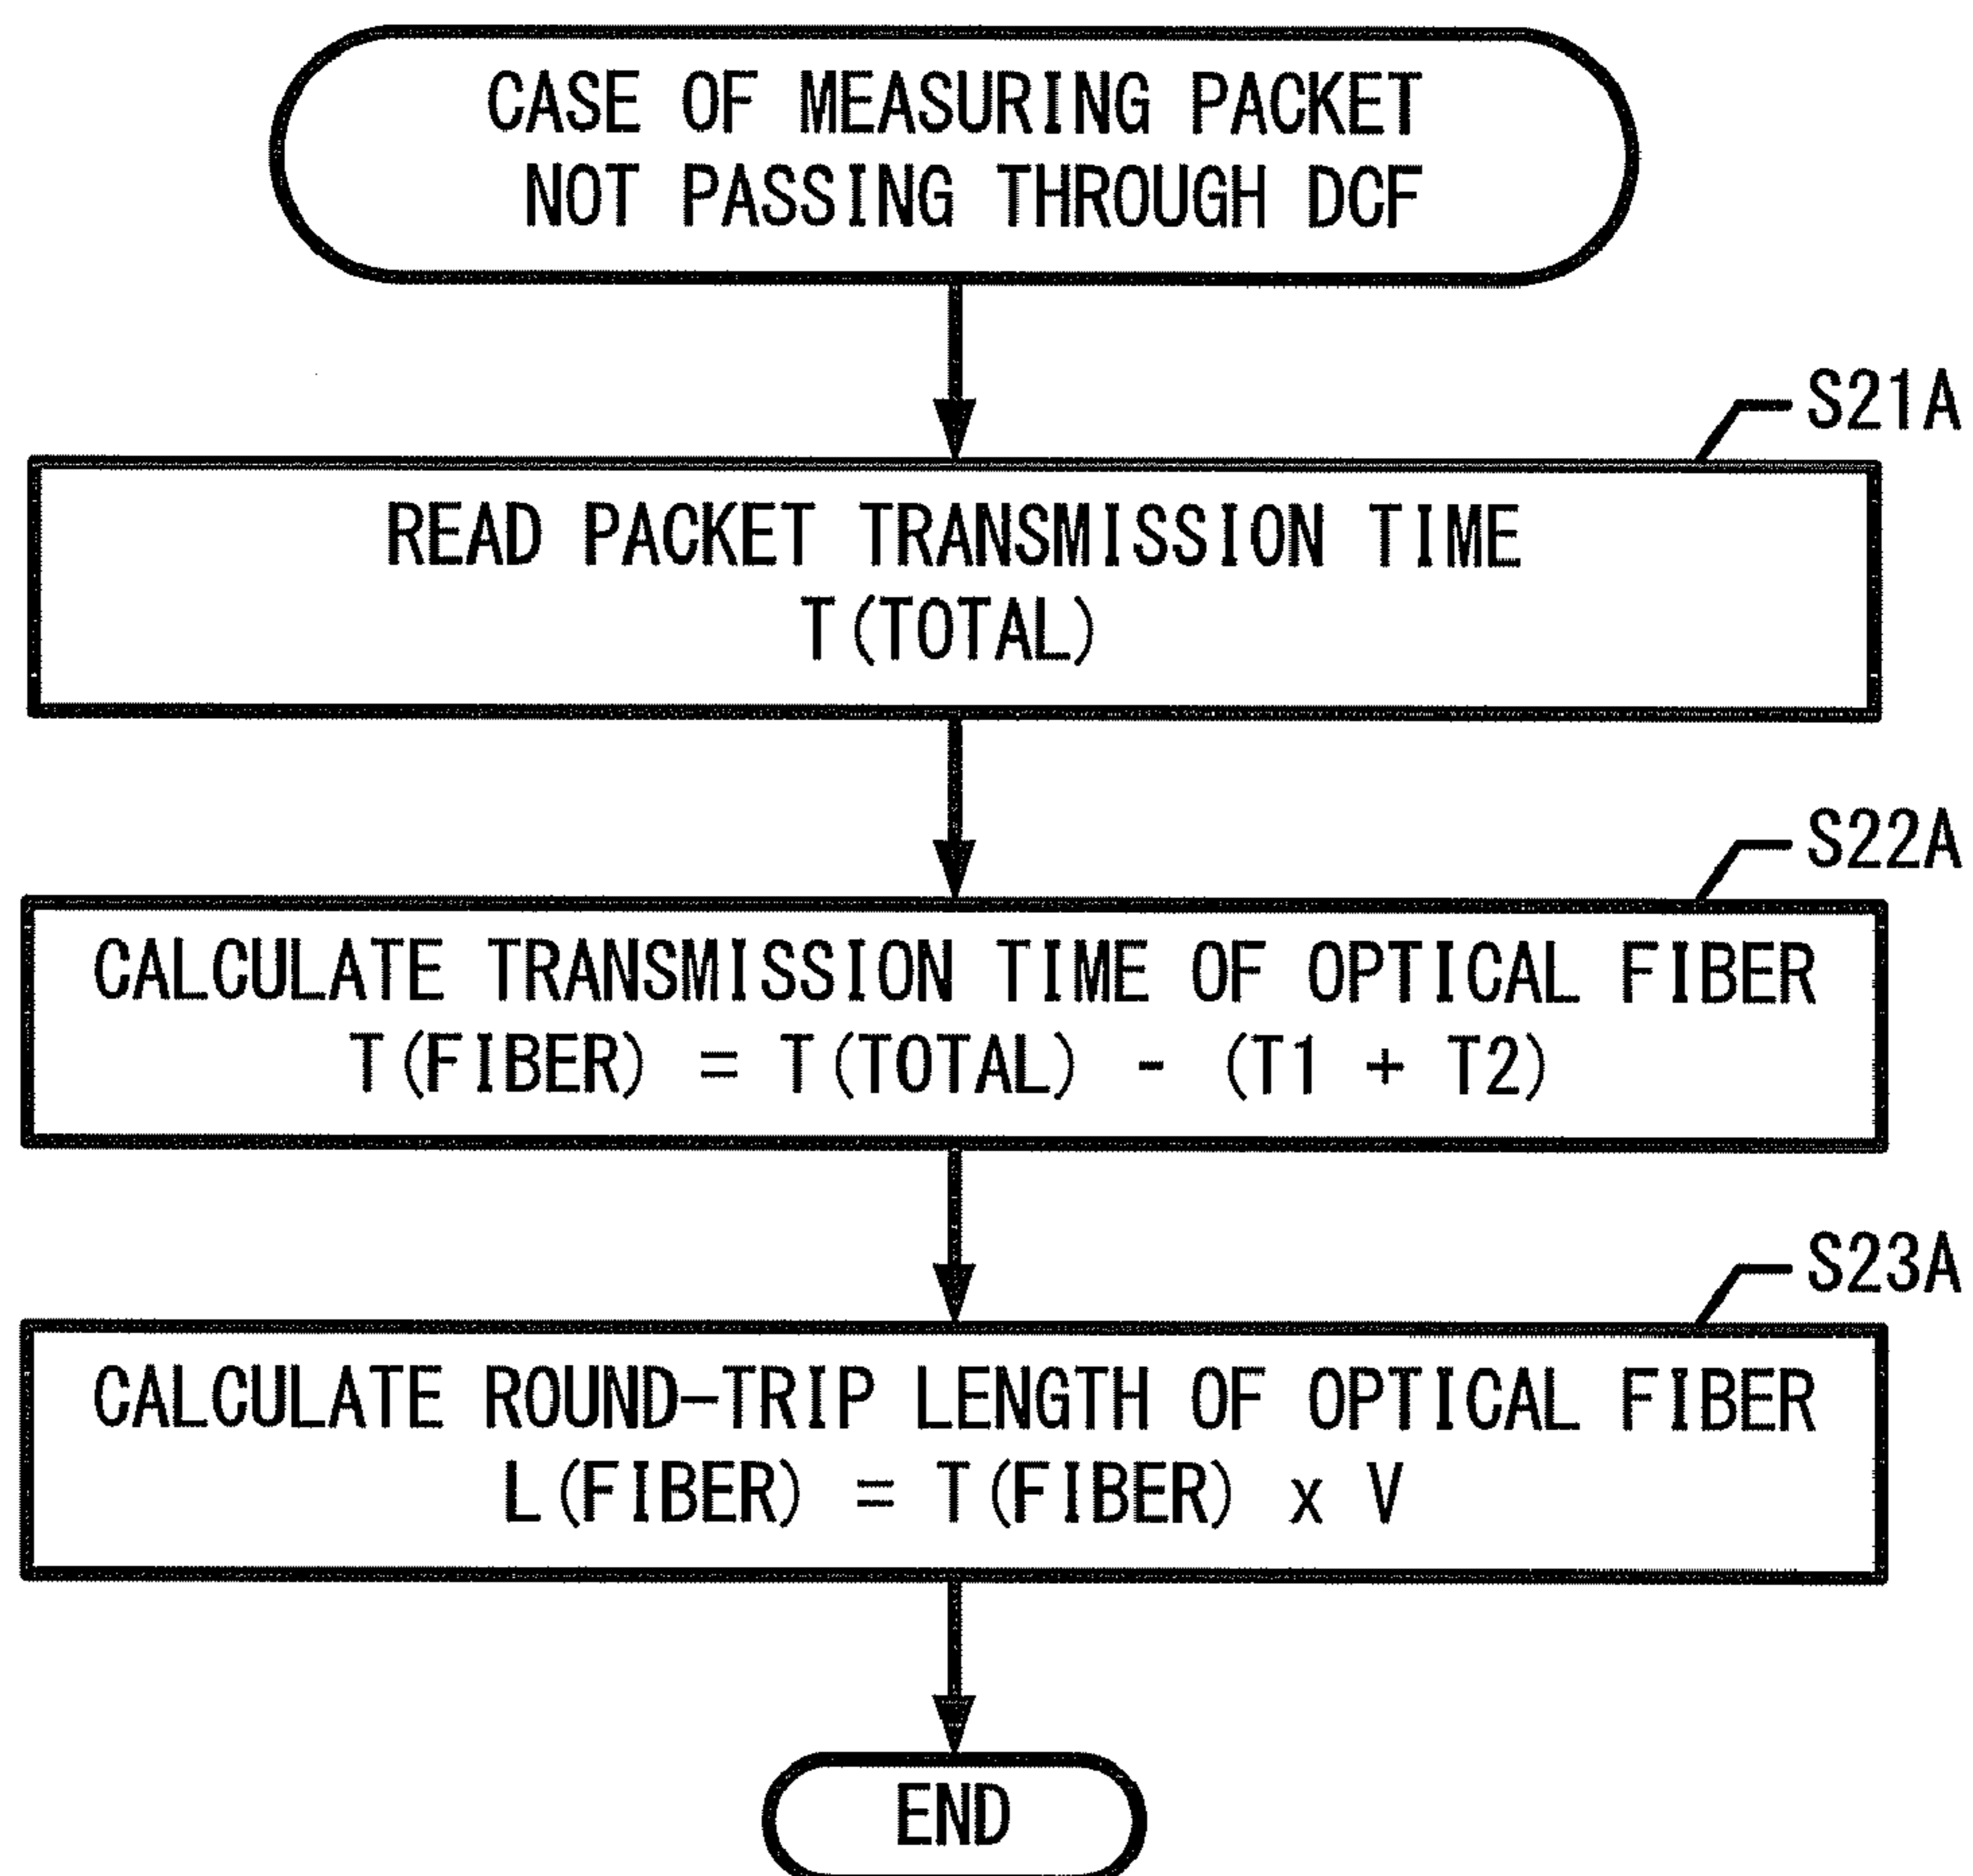 CASE OF MEASURING PACKET
NOT PASSING THROUGH DCF
S21A
READ PACKET TRANSMISSION TIME
T(TOTAL)
S22A
CALCULATE TRANSMISSION TIME OF OPTICAL FIBER
T(FIBER) = T(TOTAL) - (T1 + T2)
S23A
CALCULATE ROUND-TRIP LENGTH OF OPTICAL FIBER
L(FIBER) = T(FIBER) x V
END